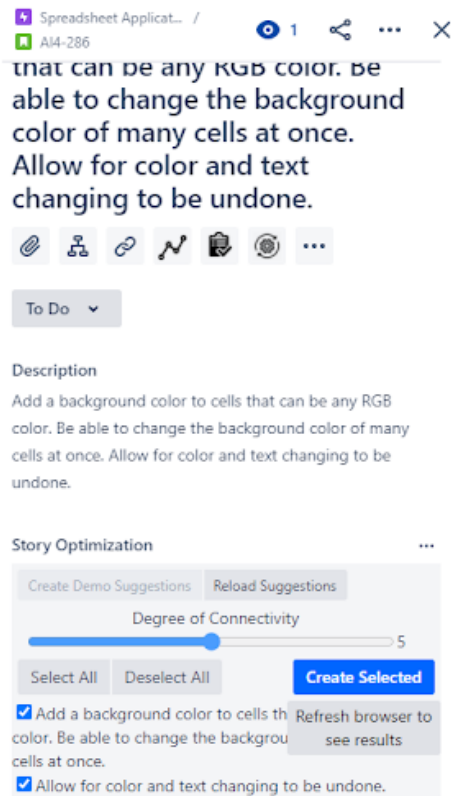 Spreadsheet Applicat... /
AI4-286
1
that can be any RGB color. Be
able to change the background
color of many cells at once.
Allow for color and text
changing to be undone.
To Do
Description
Add a background color to cells that can be any RGB
color. Be able to change the background color of many
cells at once. Allow for color and text changing to be
undone.
Story Optimization
Create Demo Suggestions Reload Suggestions
Degree of Connectivity
5
Select All Deselect All Create Selected
Add a background color to cells th
color. Be able to change the backgrou
cells at once.
Refresh browser to
see results
Allow for color and text changing to be undone.